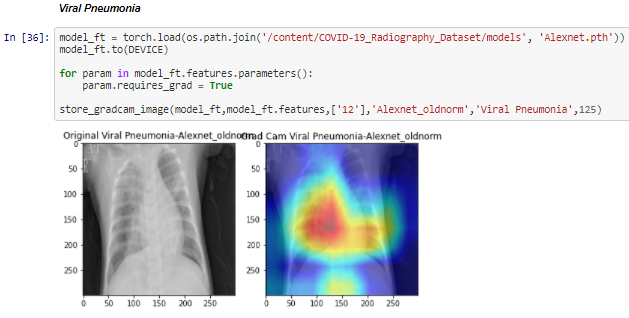 Viral Pneumonia
In [36]: model_ft = torch.load(os.path.join('/content/COVID-19_Radiography_Dataset/models', 'Alexnet.pth'))
model_ft.to(DEVICE)
for param in model_ft.features.parameters():
param.requires_grad = True
store_gradcam_image(model_ft,model_ft.features,['12'],'Alexnet_oldnorm','Viral Pneumonia',125)
Original Viral Pneumonia-Alexnet_oldnorm Grad Cam Viral Pneumonia-Alexnet_oldnorm
0 0
50 50
100 100
150 150
200 200
250 250
0 50 100 150 200 250 0 50 100 150 200 250